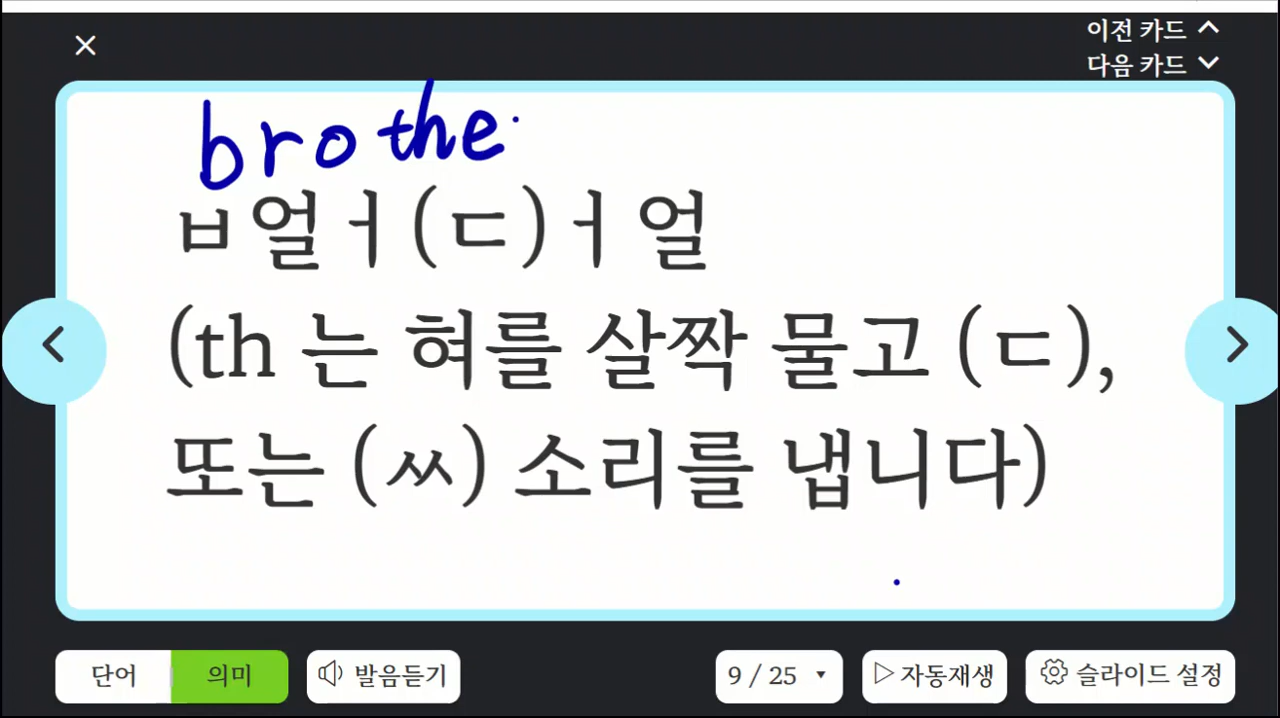 이전 카드
다음 카드
brothe
ㅂ얼ㅓ(ㄷ)ㅓ얼
(th 는 혀를 살짝 물고 (ㄷ),
또는 (ㅆ) 소리를 냅니다)
단어 의미 발음듣기 9 / 25 자동재생 슬라이드 설정